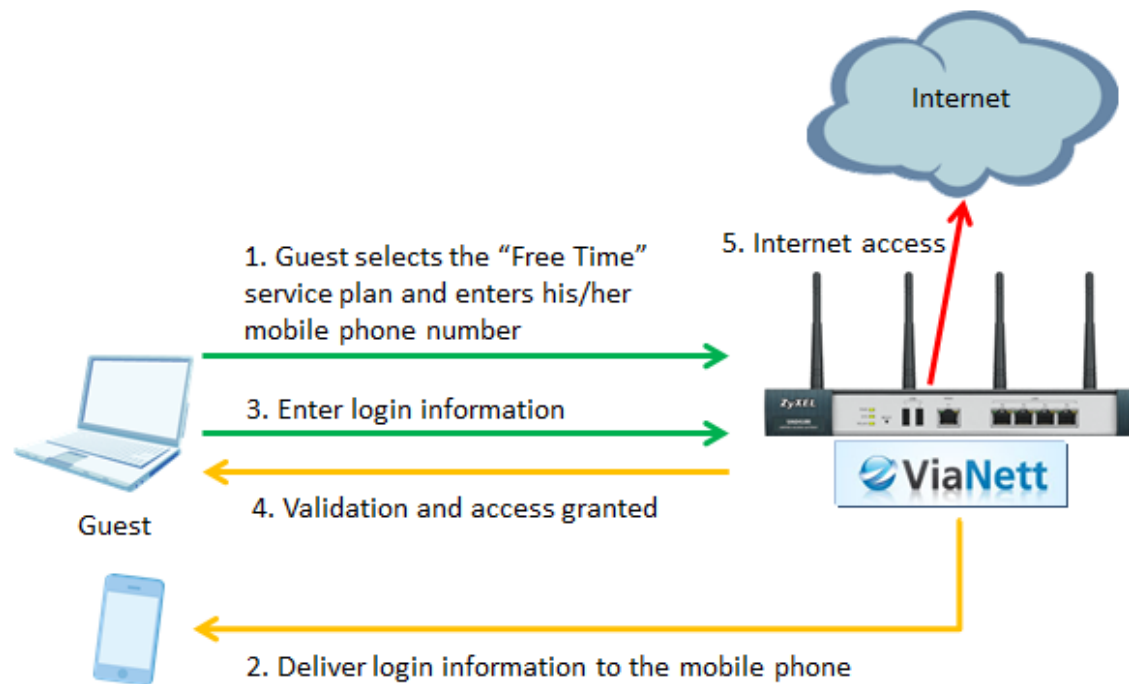 Internet
5. Internet access
1. Guest selects the “Free Time”
service plan and enters his/her
mobile phone number
3. Enter login information
ZyXEL
ViaNett
4. Validation and access granted
Guest
2. Deliver login information to the mobile phone